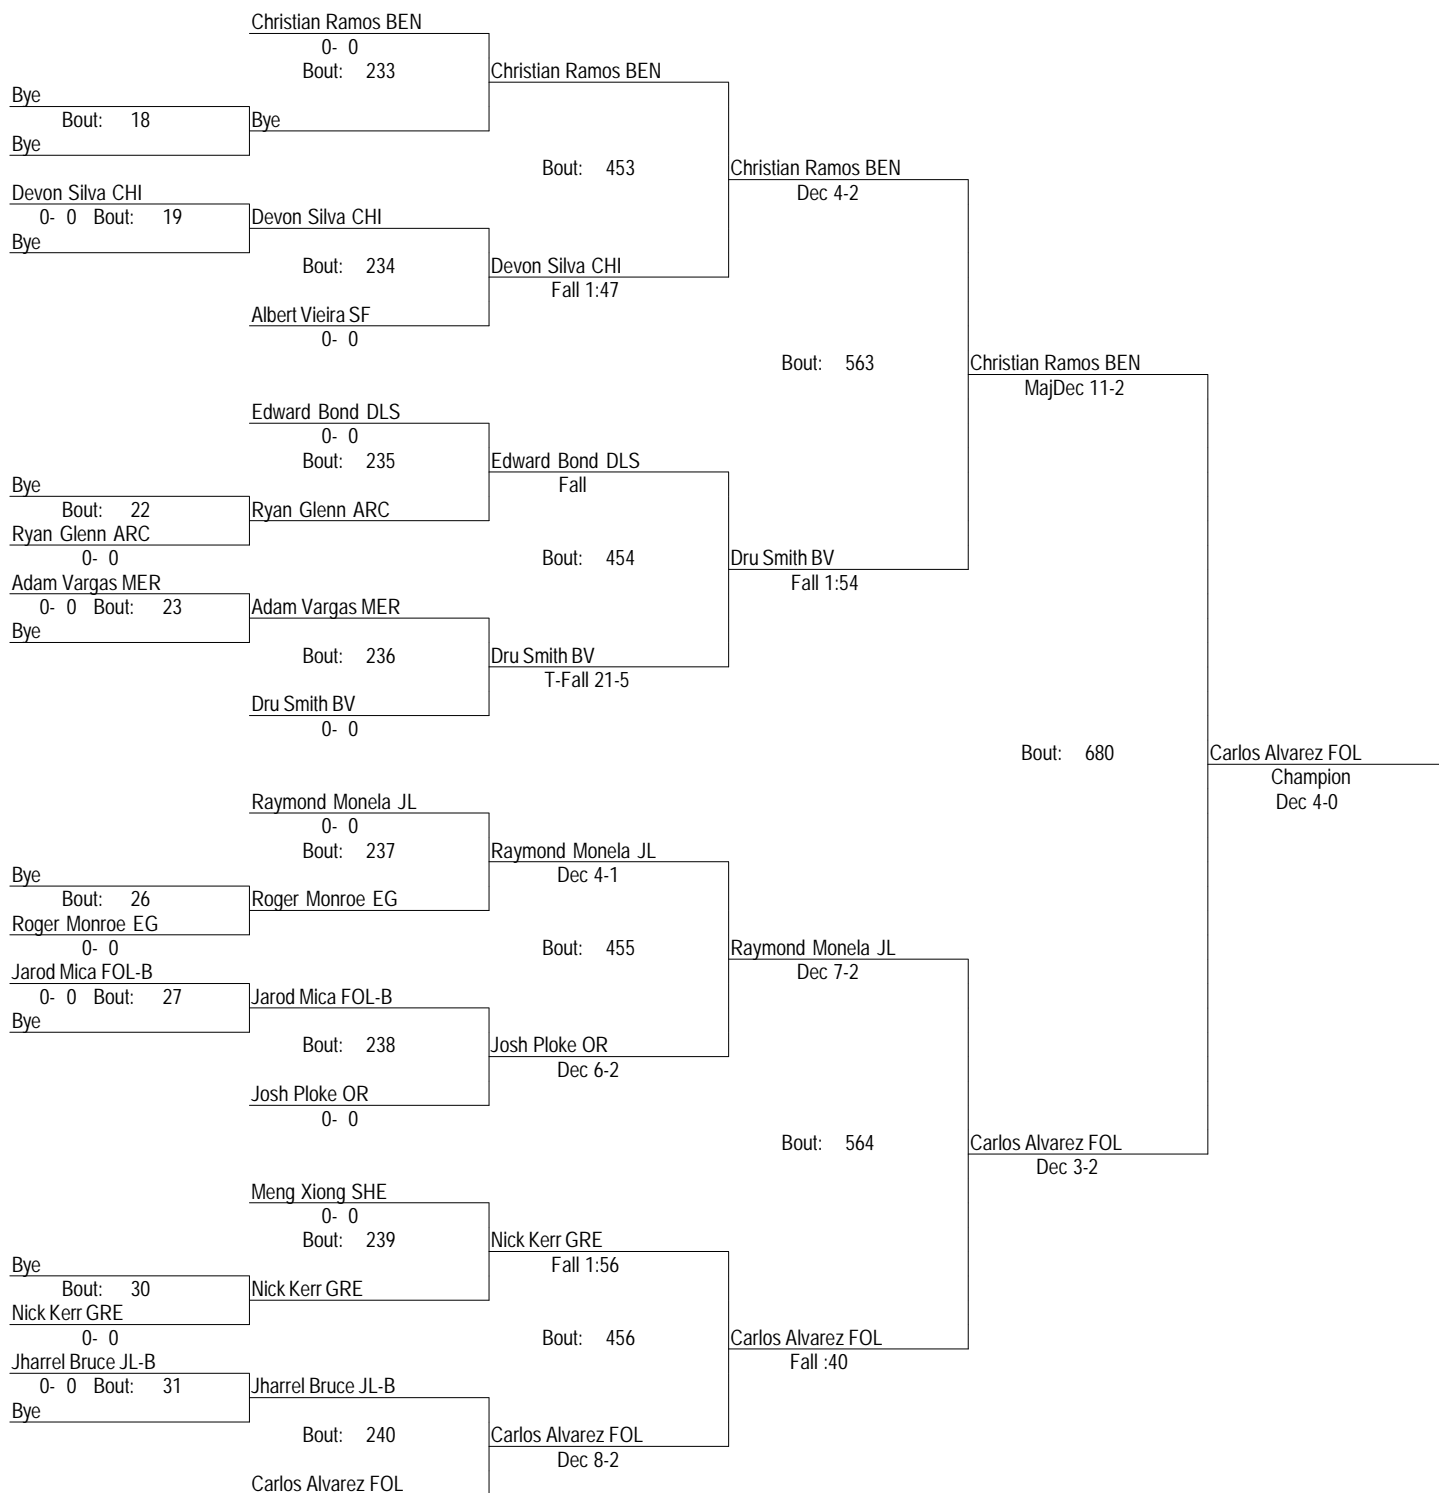 Christian Ramos BEN
0- 0
Bout: 233
Christian Ramos BEN
Bye
Bout: 18
Bye
Bye
Bout: 453
Christian Ramos BEN
Dec 4-2
Devon Silva CHI
0- 0 Bout: 19
Devon Silva CHI
Bye
Bout: 234
Devon Silva CHI
Fall 1:47
Albert Vieira SF
0- 0
Bout: 563
Christian Ramos BEN
MajDec 11-2
Edward Bond DLS
0- 0
Bout: 235
Edward Bond DLS
Fall
Bye
Bout: 22
Ryan Glenn ARC
Ryan Glenn ARC
0- 0
Bout: 454
Dru Smith BV
Fall 1:54
Adam Vargas MER
0- 0 Bout: 23
Adam Vargas MER
Bye
Bout: 236
Dru Smith BV
T-Fall 21-5
Dru Smith BV
0- 0
Bout: 680
Carlos Alvarez FOL
Champion
Dec 4-0
Raymond Monela JL
0- 0
Bout: 237
Raymond Monela JL
Dec 4-1
Bye
Bout: 26
Roger Monroe EG
Roger Monroe EG
0- 0
Bout: 455
Raymond Monela JL
Dec 7-2
Jarod Mica FOL-B
0- 0 Bout: 27
Jarod Mica FOL-B
Bye
Bout: 238
Josh Ploke OR
Dec 6-2
Josh Ploke OR
0- 0
Bout: 564
Carlos Alvarez FOL
Dec 3-2
Meng Xiong SHE
0- 0
Bout: 239
Nick Kerr GRE
Fall 1:56
Bye
Bout: 30
Nick Kerr GRE
Nick Kerr GRE
0- 0
Bout: 456
Carlos Alvarez FOL
Fall :40
Jharrel Bruce JL-B
0- 0 Bout: 31
Jharrel Bruce JL-B
Bye
Bout: 240
Carlos Alvarez FOL
Dec 8-2
Carlos Alvarez FOL